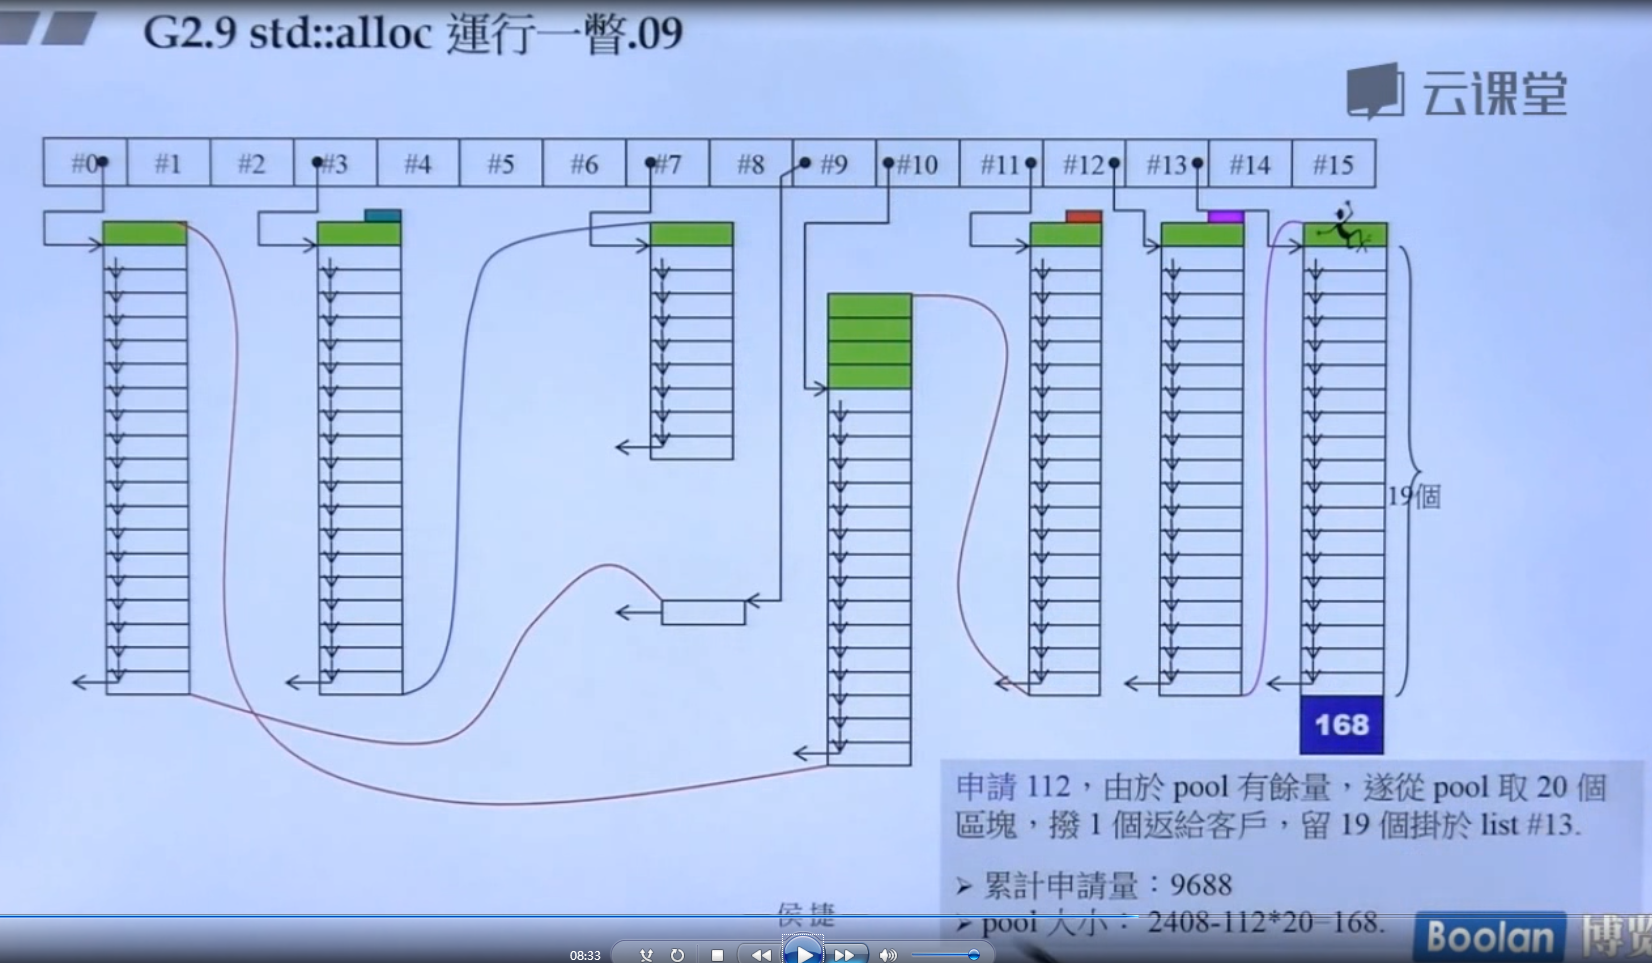 G2.9 std::alloc 運行一瞥.09
云课堂
#0 #1 #2 #3 #4 #5 #6 #7 #8 #9 #10 #11 #12 #13 #14 #15
19個
168
申請 112，由於 pool 有餘量，遂從 pool 取 20 個
區塊，撥 1 個返給客戶，留 19 個掛於 list #13.
➢ 累計申請量：9688
侯捷
➢ pool 大小： 2408-112*20=168.
Boolan 博览
08:33